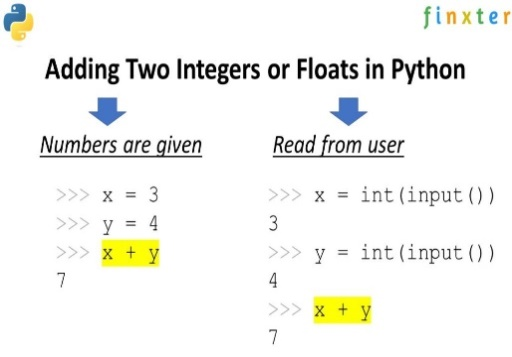 finxter
Adding Two Integers or Floats in Python
Numbers are given
>>> x = 3
>>> y = 4
>>> x + y
7
Read from user
>>> x = int(input())
3
>>> y = int(input())
4
>>> x + y
7